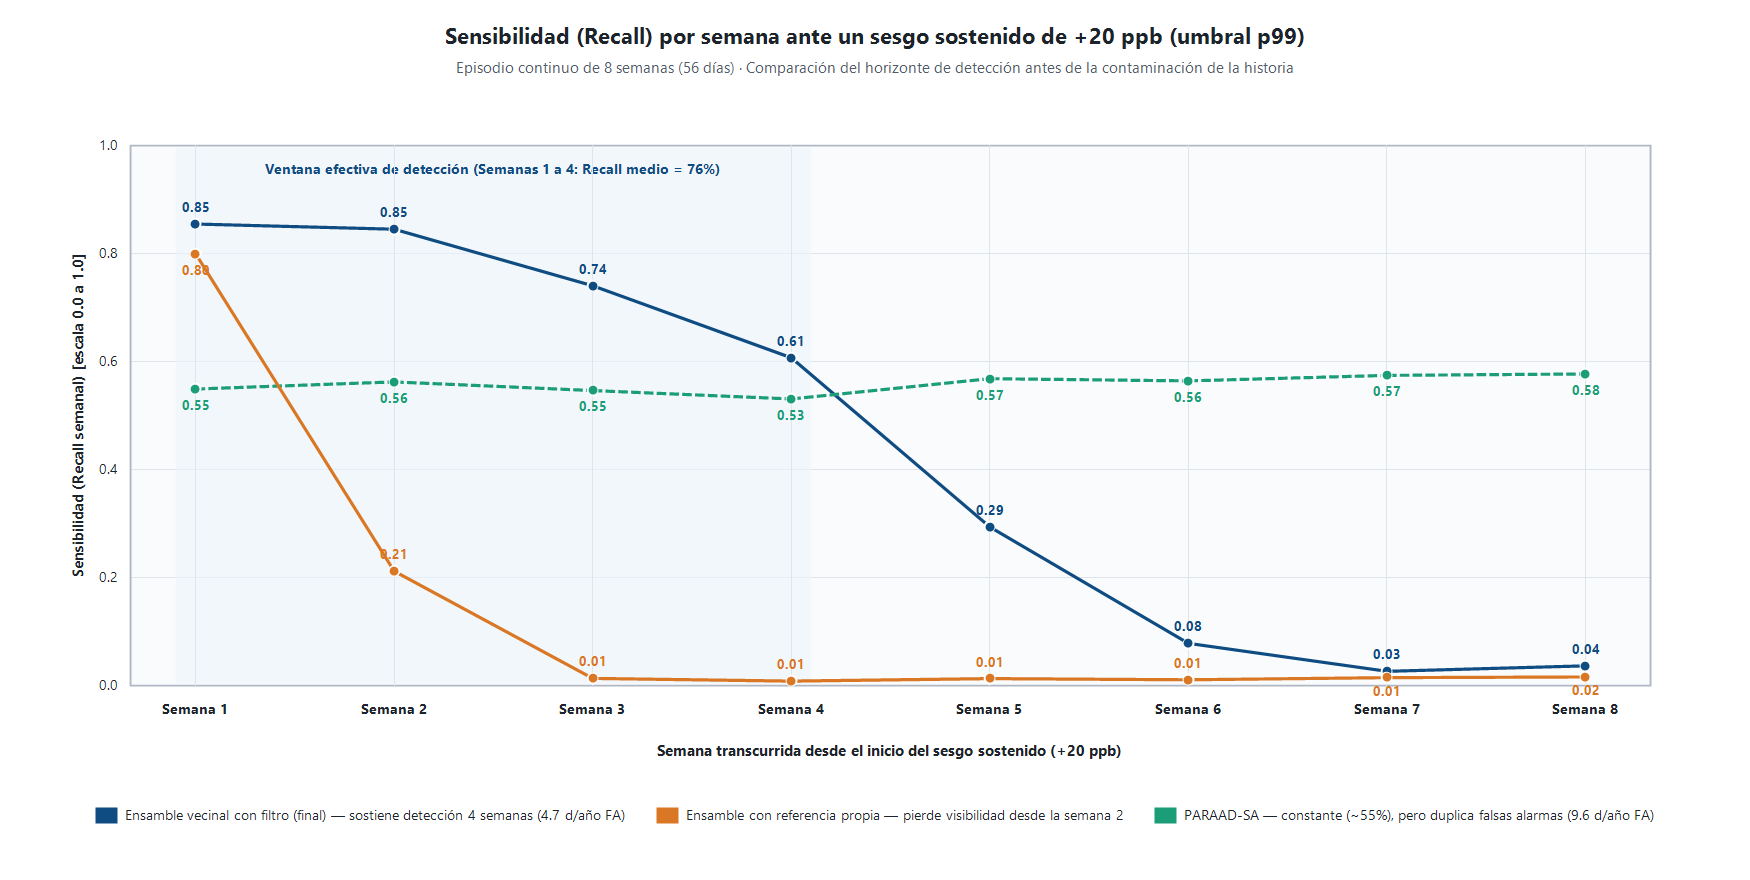 Sensibilidad (Recall) por semana ante un sesgo sostenido de +20 ppb (umbral p99)
Episodio continuo de 8 semanas (56 días) · Comparación del horizonte de detección antes de la contaminación de la historia
Ventana efectiva de detección (Semanas 1 a 4: Recall medio = 76%)
Sensibilidad (Recall semanal) [escala 0.0 a 1.0]
1.0
0.8
0.6
0.4
0.2
0.0
0.85
0.85
0.74
0.61
0.29
0.08
0.03
0.04
0.80
0.21
0.01
0.01
0.01
0.01
0.01
0.02
0.55
0.56
0.55
0.53
0.57
0.56
0.57
0.58
Semana 1
Semana 2
Semana 3
Semana 4
Semana 5
Semana 6
Semana 7
Semana 8
Semana transcurrida desde el inicio del sesgo sostenido (+20 ppb)
Ensamble vecinal con filtro (final) — sostiene detección 4 semanas (4.7 d/año FA)
Ensamble con referencia propia — pierde visibilidad desde la semana 2
PARAAD-SA — constante (~55%), pero duplica falsas alarmas (9.6 d/año FA)